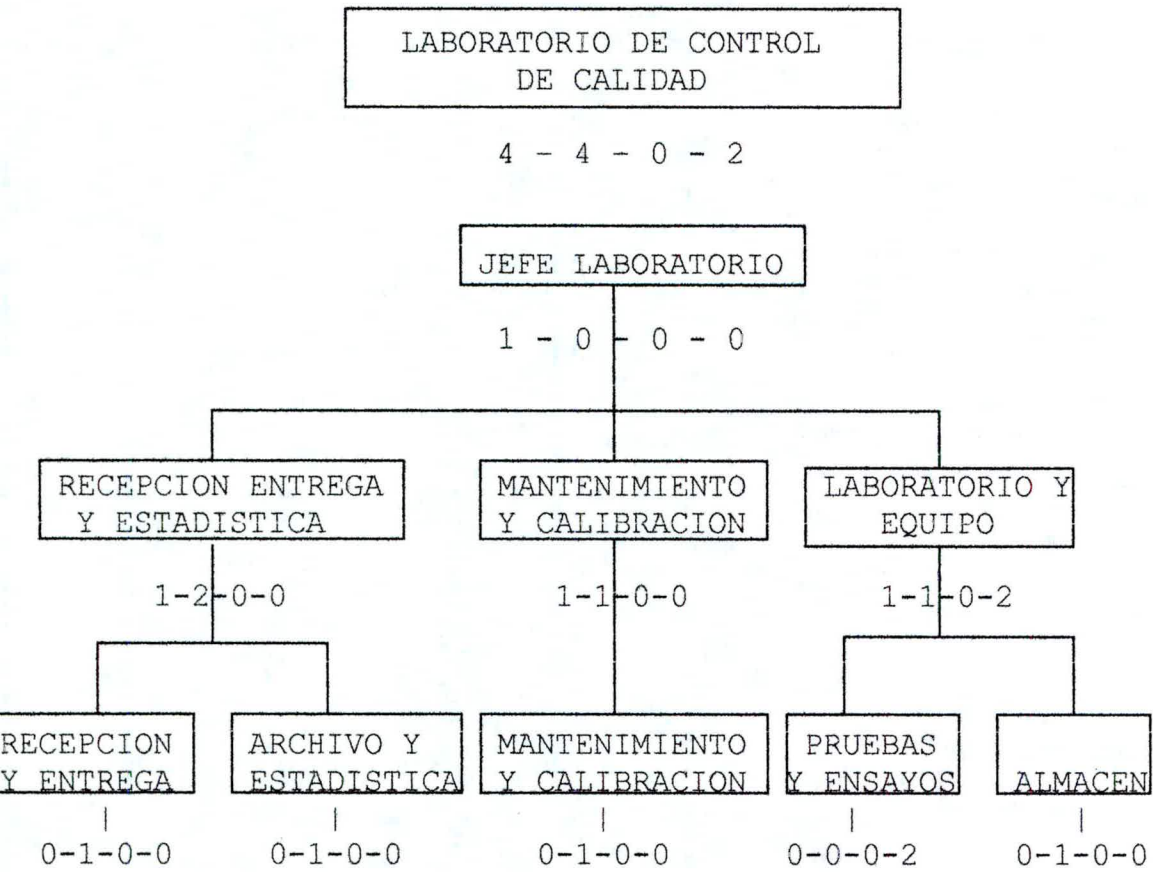 LABORATORIO DE CONTROL
DE CALIDAD
4 - 4 - 0 - 2
JEFE LABORATORIO
1 - 0 - 0 - 0
RECEPCION ENTREGA
Y ESTADISTICA
MANTENIMIENTO
Y CALIBRACION
LABORATORIO Y
EQUIPO
1-2-0-0
1-1-0-0
1-1-0-2
RECEPCION
Y ENTREGA
ARCHIVO Y
ESTADISTICA
MANTENIMIENTO
Y CALIBRACION
PRUEBAS
Y ENSAYOS
ALMACEN
0-1-0-0
0-1-0-0
0-1-0-0
0-0-0-2
0-1-0-0